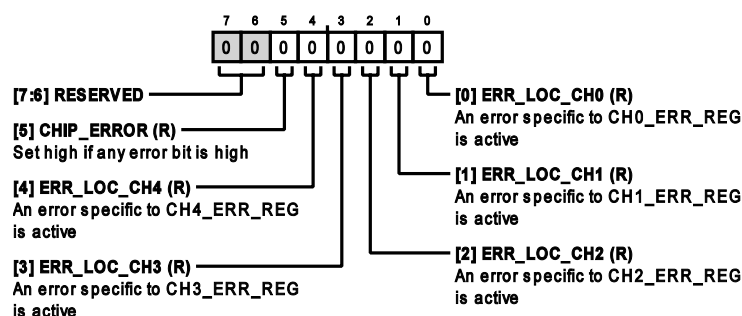 7 6 5 4 3 2 1 0
0 0 0 0 0 0 0 0
[7:6] RESERVED
[5] CHIP_ERROR (R)
Set high if any error bit is high
[4] ERR_LOC_CH4 (R)
An error specific to CH4_ERR_REG
is active
[3] ERR_LOC_CH3 (R)
An error specific to CH3_ERR_REG
is active
[0] ERR_LOC_CH0 (R)
An error specific to CH0_ERR_REG
is active
[1] ERR_LOC_CH1 (R)
An error specific to CH1_ERR_REG
is active
[2] ERR_LOC_CH2 (R)
An error specific to CH2_ERR_REG
is active